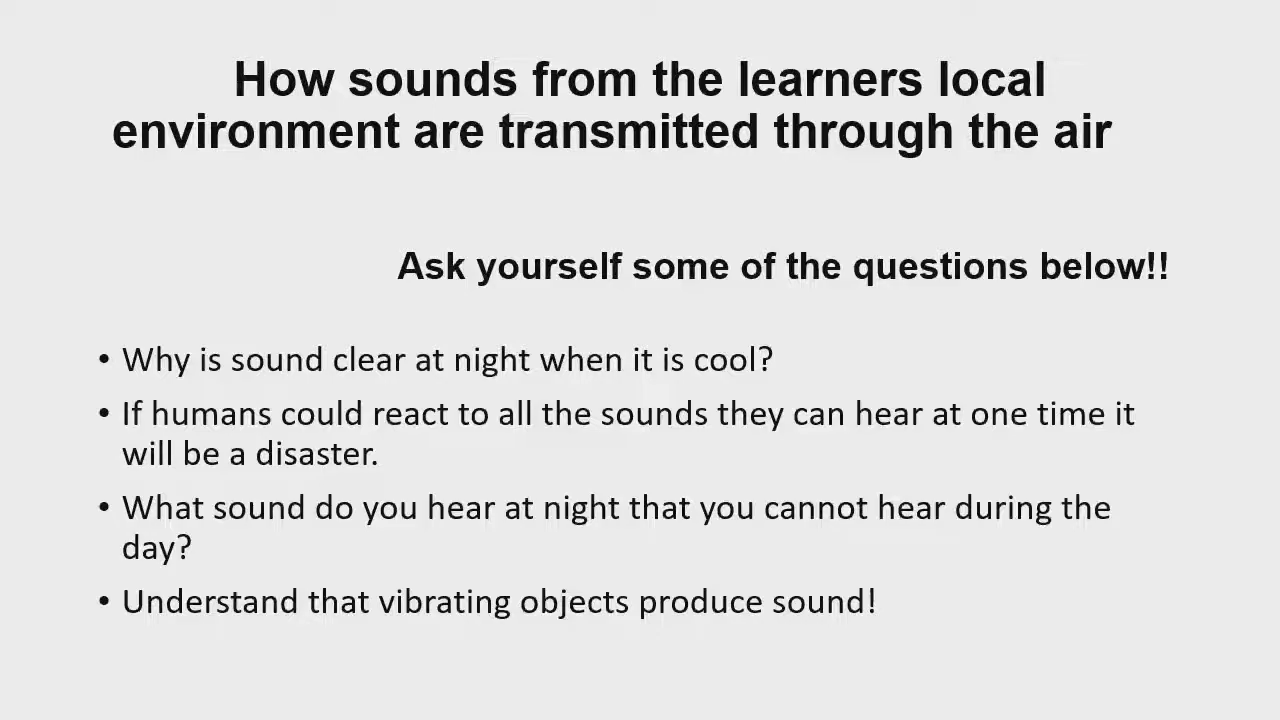 How sounds from the learners local
environment are transmitted through the air
Ask yourself some of the questions below!!
• Why is sound clear at night when it is cool?
• If humans could react to all the sounds they can hear at one time it
will be a disaster.
• What sound do you hear at night that you cannot hear during the
day?
• Understand that vibrating objects produce sound!